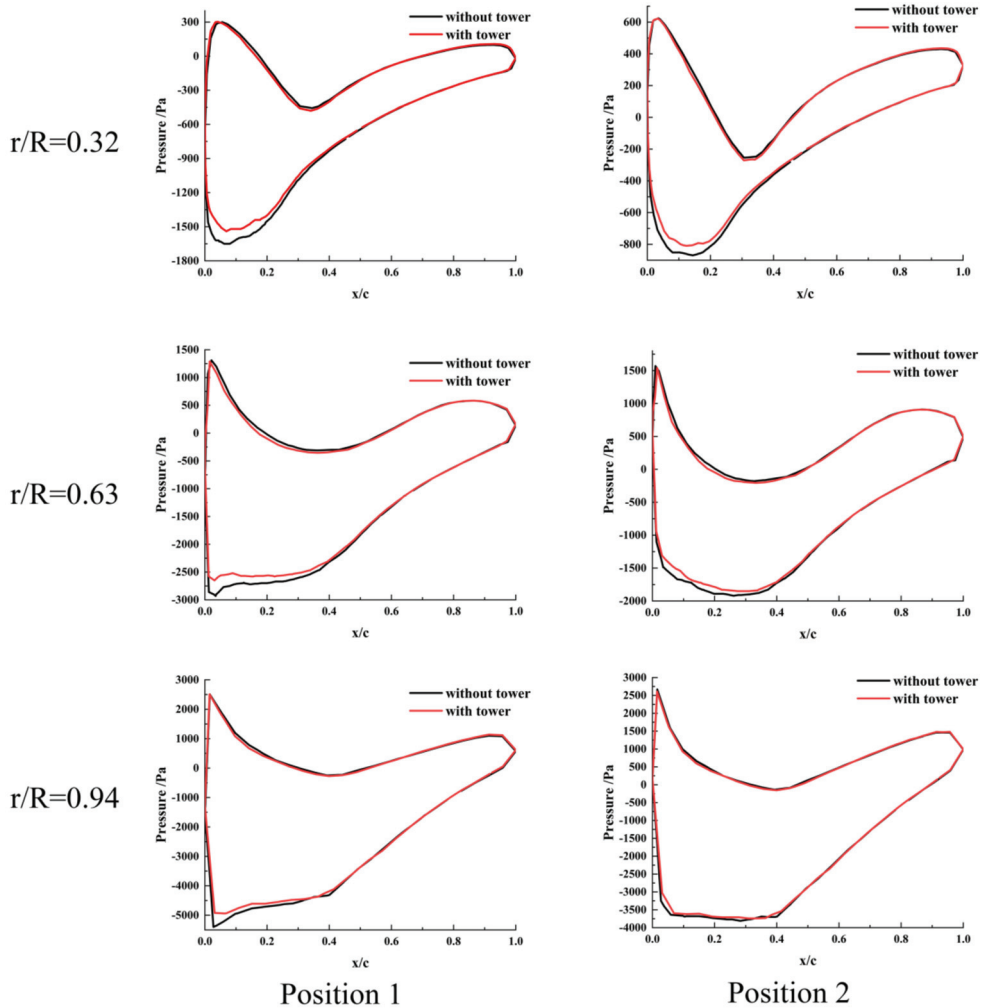 r/R=0.32
Pressure /Pa
300
0
-300
-600
-900
-1200
-1500
-1800
0.0 0.2 0.4 0.6 0.8 1.0
x/c
without tower
with tower
Pressure /Pa
600
400
200
0
-200
-400
-600
-800
0.0 0.2 0.4 0.6 0.8 1.0
x/c
without tower
with tower
r/R=0.63
Pressure /Pa
1500
1000
500
0
-500
-1000
-1500
-2000
-2500
-3000
0.0 0.2 0.4 0.6 0.8 1.0
x/c
without tower
with tower
Pressure /Pa
1500
1000
500
0
-500
-1000
-1500
-2000
0.0 0.2 0.4 0.6 0.8 1.0
x/c
without tower
with tower
r/R=0.94
Pressure /Pa
3000
2000
1000
0
-1000
-2000
-3000
-4000
-5000
0.0 0.2 0.4 0.6 0.8 1.0
x/c
without tower
with tower
Pressure /Pa
3000
2500
2000
1500
1000
500
0
-500
-1000
-1500
-2000
-2500
-3000
-3500
-4000
0.0 0.2 0.4 0.6 0.8 1.0
x/c
without tower
with tower
Position 1
Position 2